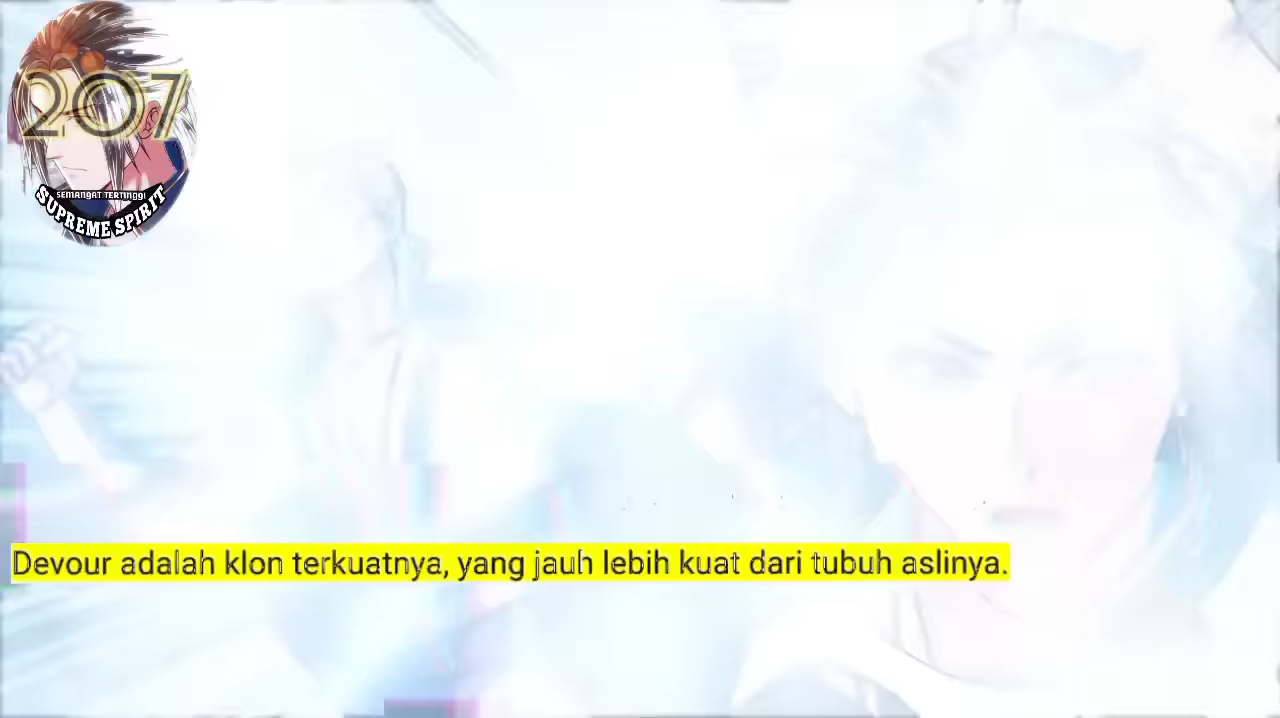 207
SEMANGAT TERTINGGI
SUPREME SPIRIT
Devour adalah klon terkuatnya, yang jauh lebih kuat dari tubuh aslinya.